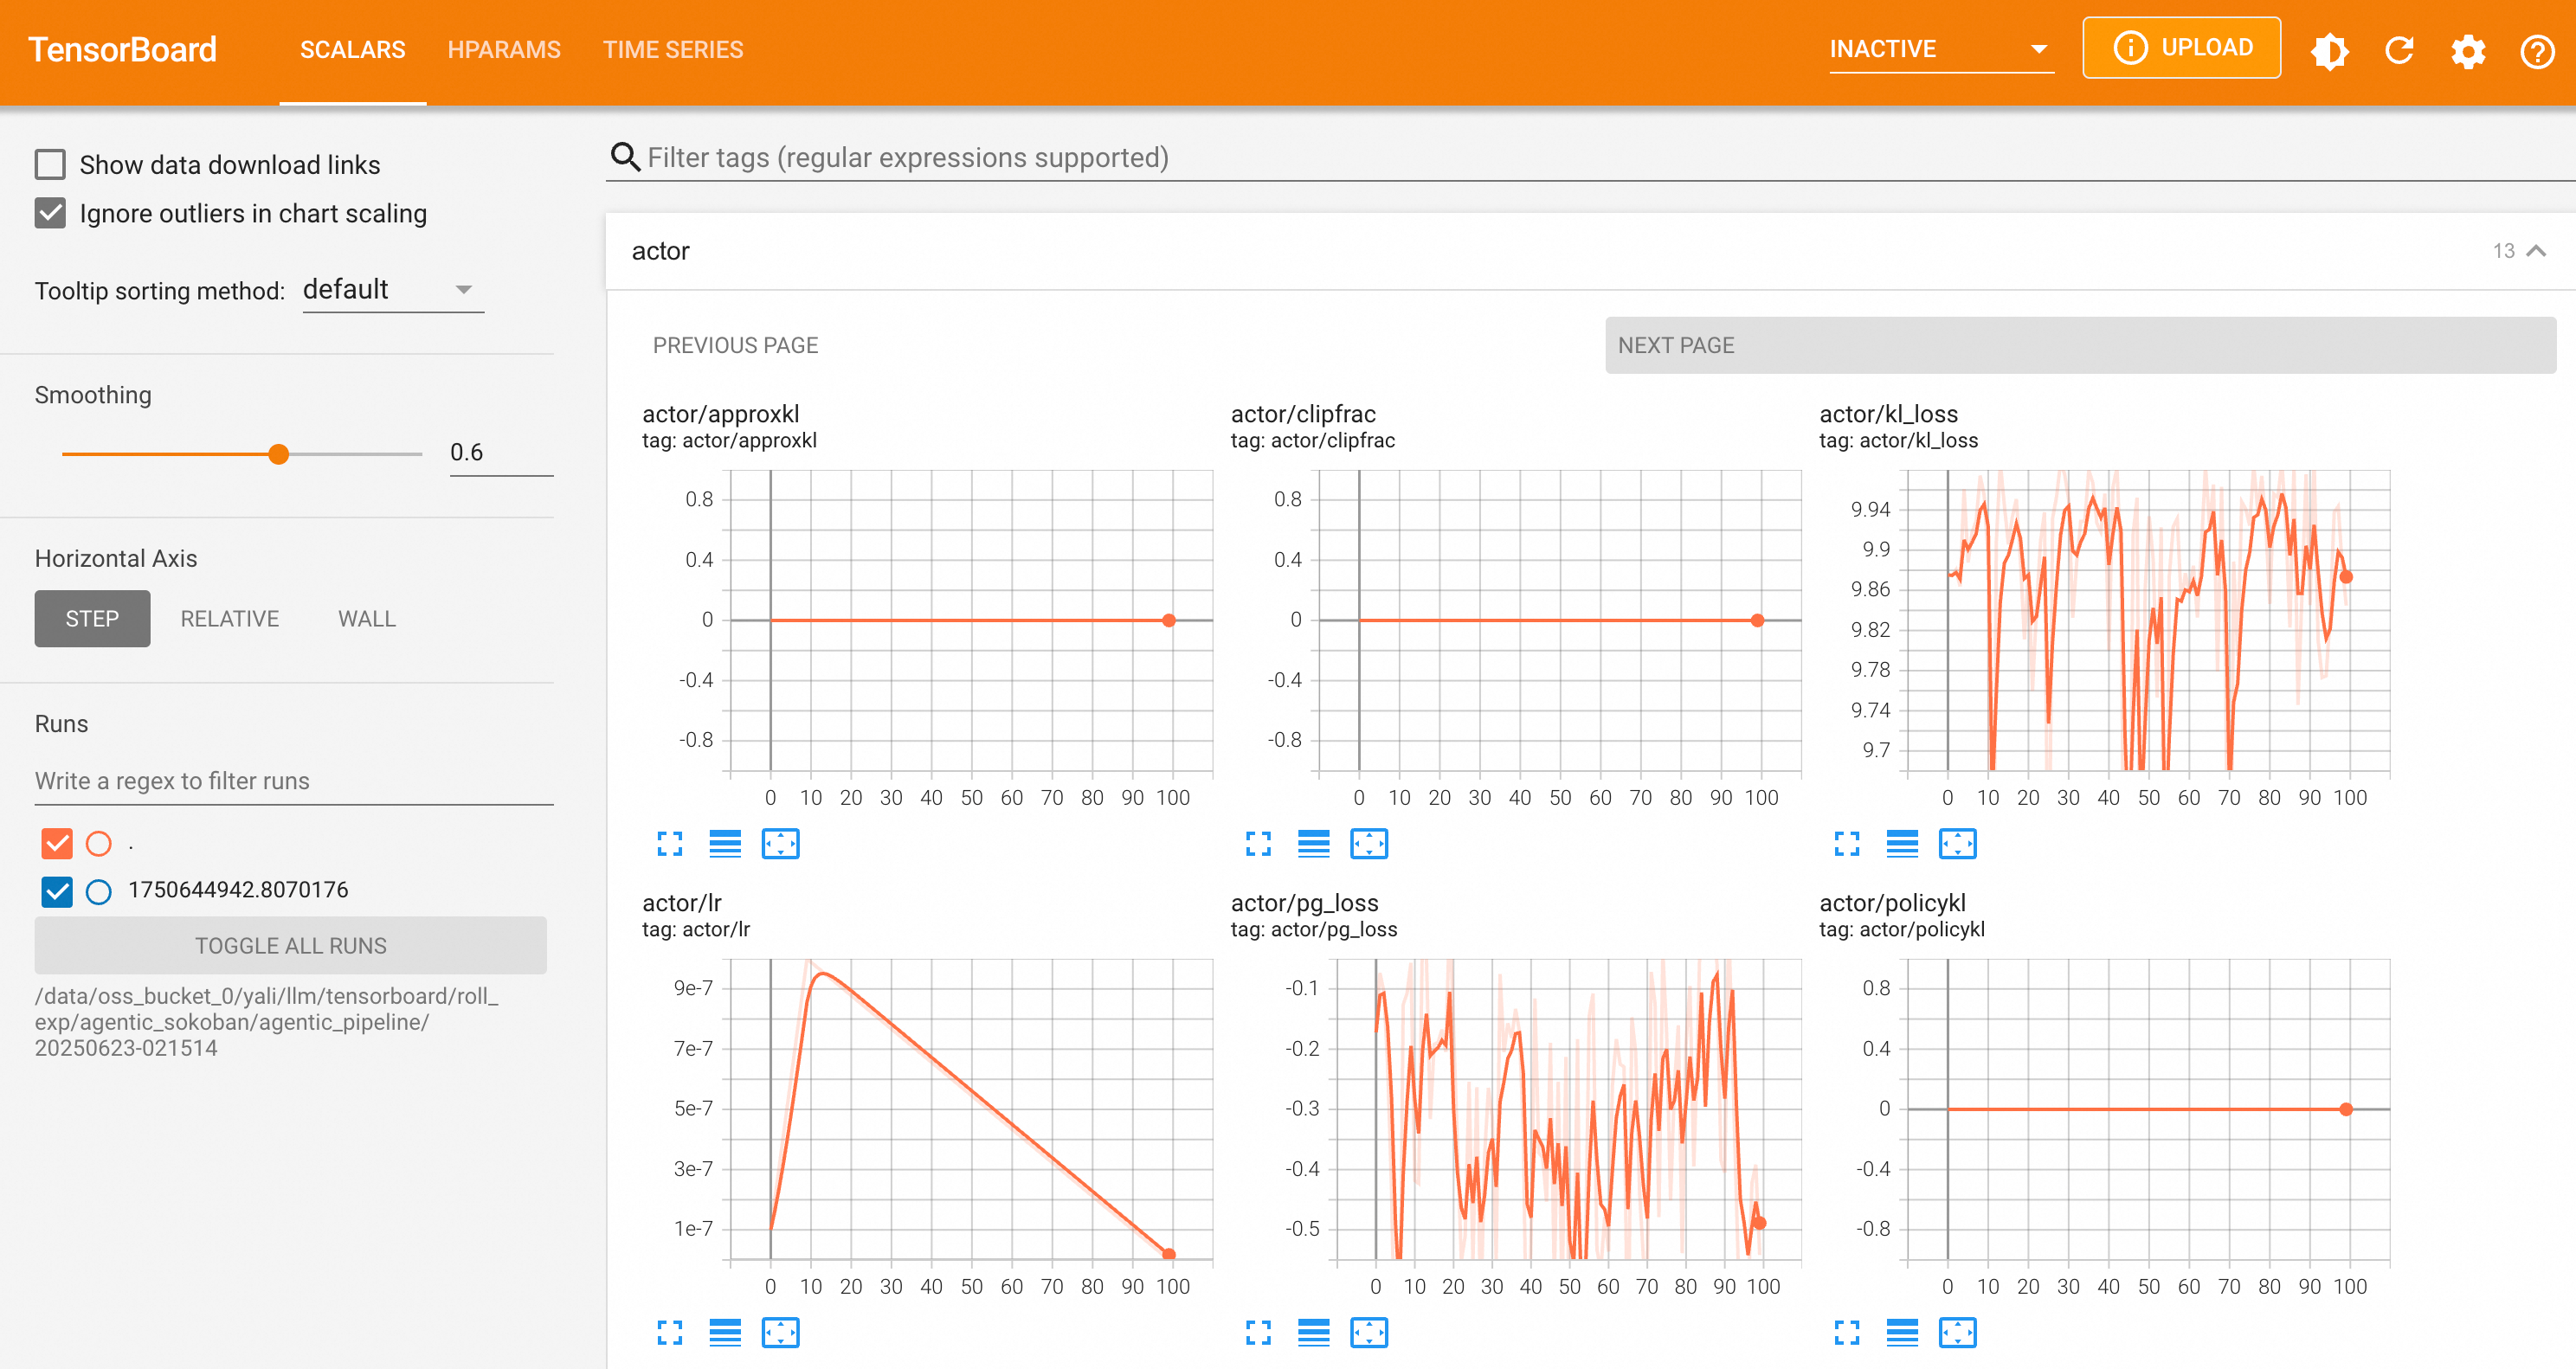 TensorBoard
SCALARS
HPARAMS
TIME SERIES
INACTIVE
UPLOAD
Show data download links
Ignore outliers in chart scaling
Tooltip sorting method: default
Smoothing
0.6
Horizontal Axis
STEP RELATIVE WALL
Runs
Write a regex to filter runs
.
1750644942.8070176
TOGGLE ALL RUNS
/data/oss_bucket_0/yali/llm/tensorboard/roll_
exp/agentic_sokoban/agentic_pipeline/
20250623-021514
Filter tags (regular expressions supported)
actor
13
PREVIOUS PAGE
NEXT PAGE
actor/approxkl
tag: actor/approxkl
0.8
0.4
0
-0.4
-0.8
0 10 20 30 40 50 60 70 80 90 100
actor/clipfrac
tag: actor/clipfrac
0.8
0.4
0
-0.4
-0.8
0 10 20 30 40 50 60 70 80 90 100
actor/kl_loss
tag: actor/kl_loss
9.94
9.9
9.86
9.82
9.78
9.74
9.7
0 10 20 30 40 50 60 70 80 90 100
actor/lr
tag: actor/lr
9e-7
7e-7
5e-7
3e-7
1e-7
0 10 20 30 40 50 60 70 80 90 100
actor/pg_loss
tag: actor/pg_loss
-0.1
-0.2
-0.3
-0.4
-0.5
0 10 20 30 40 50 60 70 80 90 100
actor/policykl
tag: actor/policykl
0.8
0.4
0
-0.4
-0.8
0 10 20 30 40 50 60 70 80 90 100